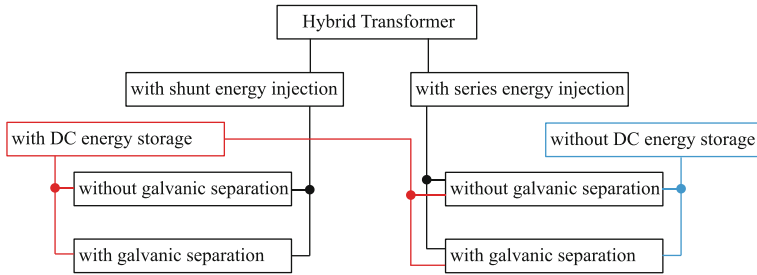 Hybrid Transformer
with shunt energy injection
with series energy injection
with DC energy storage
without DC energy storage
without galvanic separation
without galvanic separation
with galvanic separation
with galvanic separation